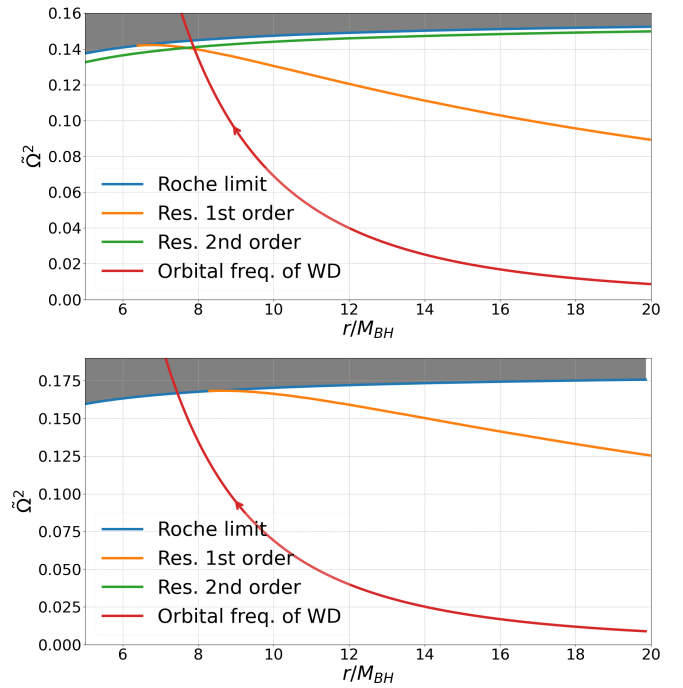 0.16
0.14
0.12
0.10
0.08
0.06
0.04
0.02
0.00
Ω̃²
Roche limit
Res. 1st order
Res. 2nd order
Orbital freq. of WD
6 8 10 12 14 16 18 20
r/M_BH
0.175
0.150
0.125
0.100
0.075
0.050
0.025
0.000
Ω̃²
Roche limit
Res. 1st order
Res. 2nd order
Orbital freq. of WD
6 8 10 12 14 16 18 20
r/M_BH